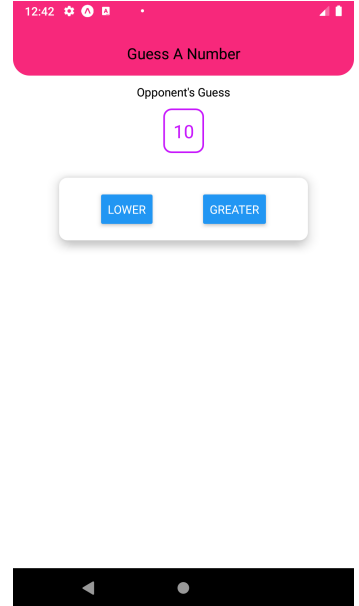 12:42
Guess A Number
Opponent's Guess
10
LOWER GREATER